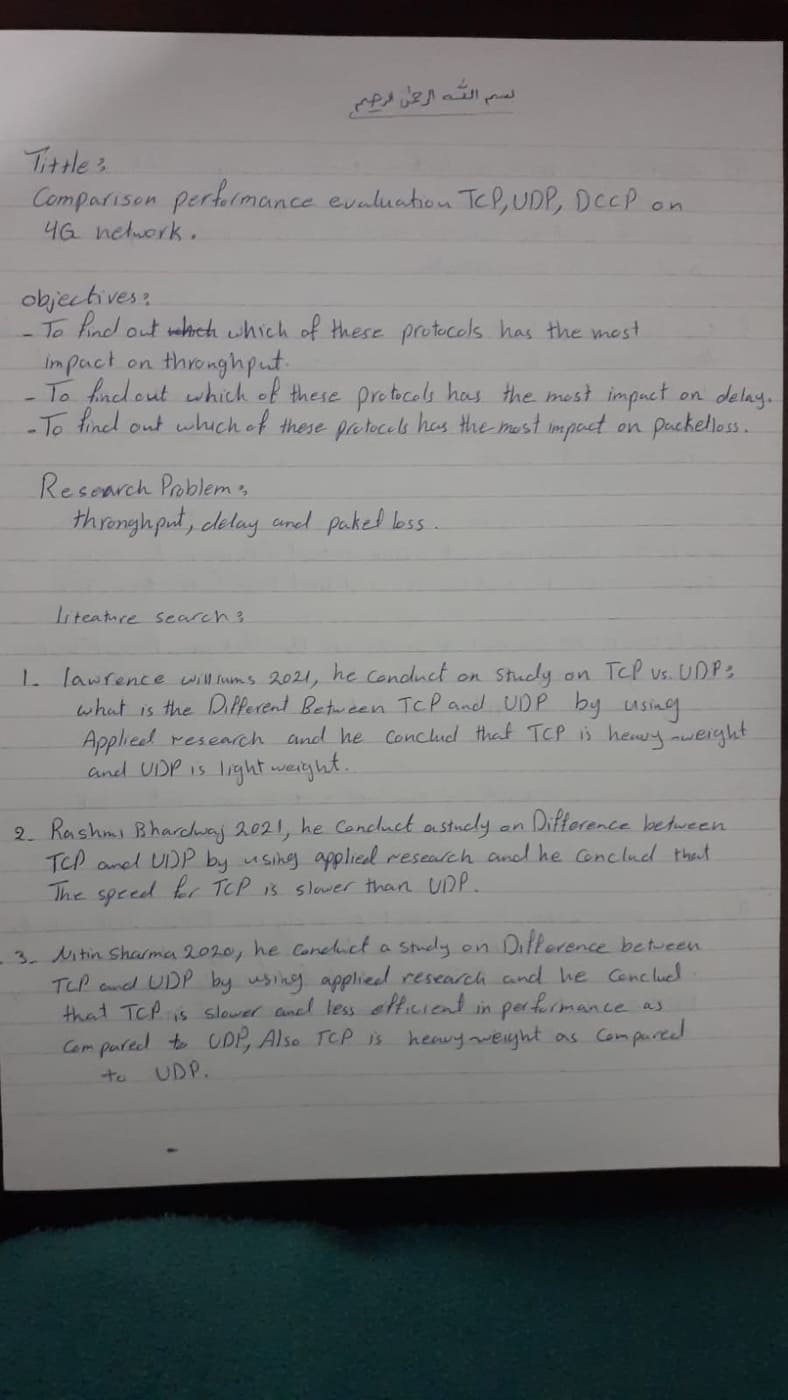 بسم الله الرحمن الرحيم
Tittle:
Comparison performance evaluation TCP, UDP, DCCP on
4G network.
objectives:
- To find out which which of these protocols has the most
impact on throughput.
- To find out which of these protocols has the most impact on delay.
- To find out which of these protocols has the most impact on packetloss.
Research Problem:
throughput, delay and paket loss.
liteature search:
1. lawrence williums 2021, he conduct on study on TCP vs. UDP:
what is the Different Between TCP and UDP by using
Applied research and he conclud that TCP is heavy-weight
and UDP is light weight.
2- Rashmi Bhardwaj 2021, he conduct a study on Difference between
TCP and UDP by using applied research and he conclud that
The speed for TCP is slower than UDP.
3- Nitin Sharma 2020, he conduct a study on Difference between
TCP and UDP by using applied research and he conclud
that TCP is slower and less efficient in performance as
compared to UDP, Also TCP is heavy-weight as compared
to UDP.